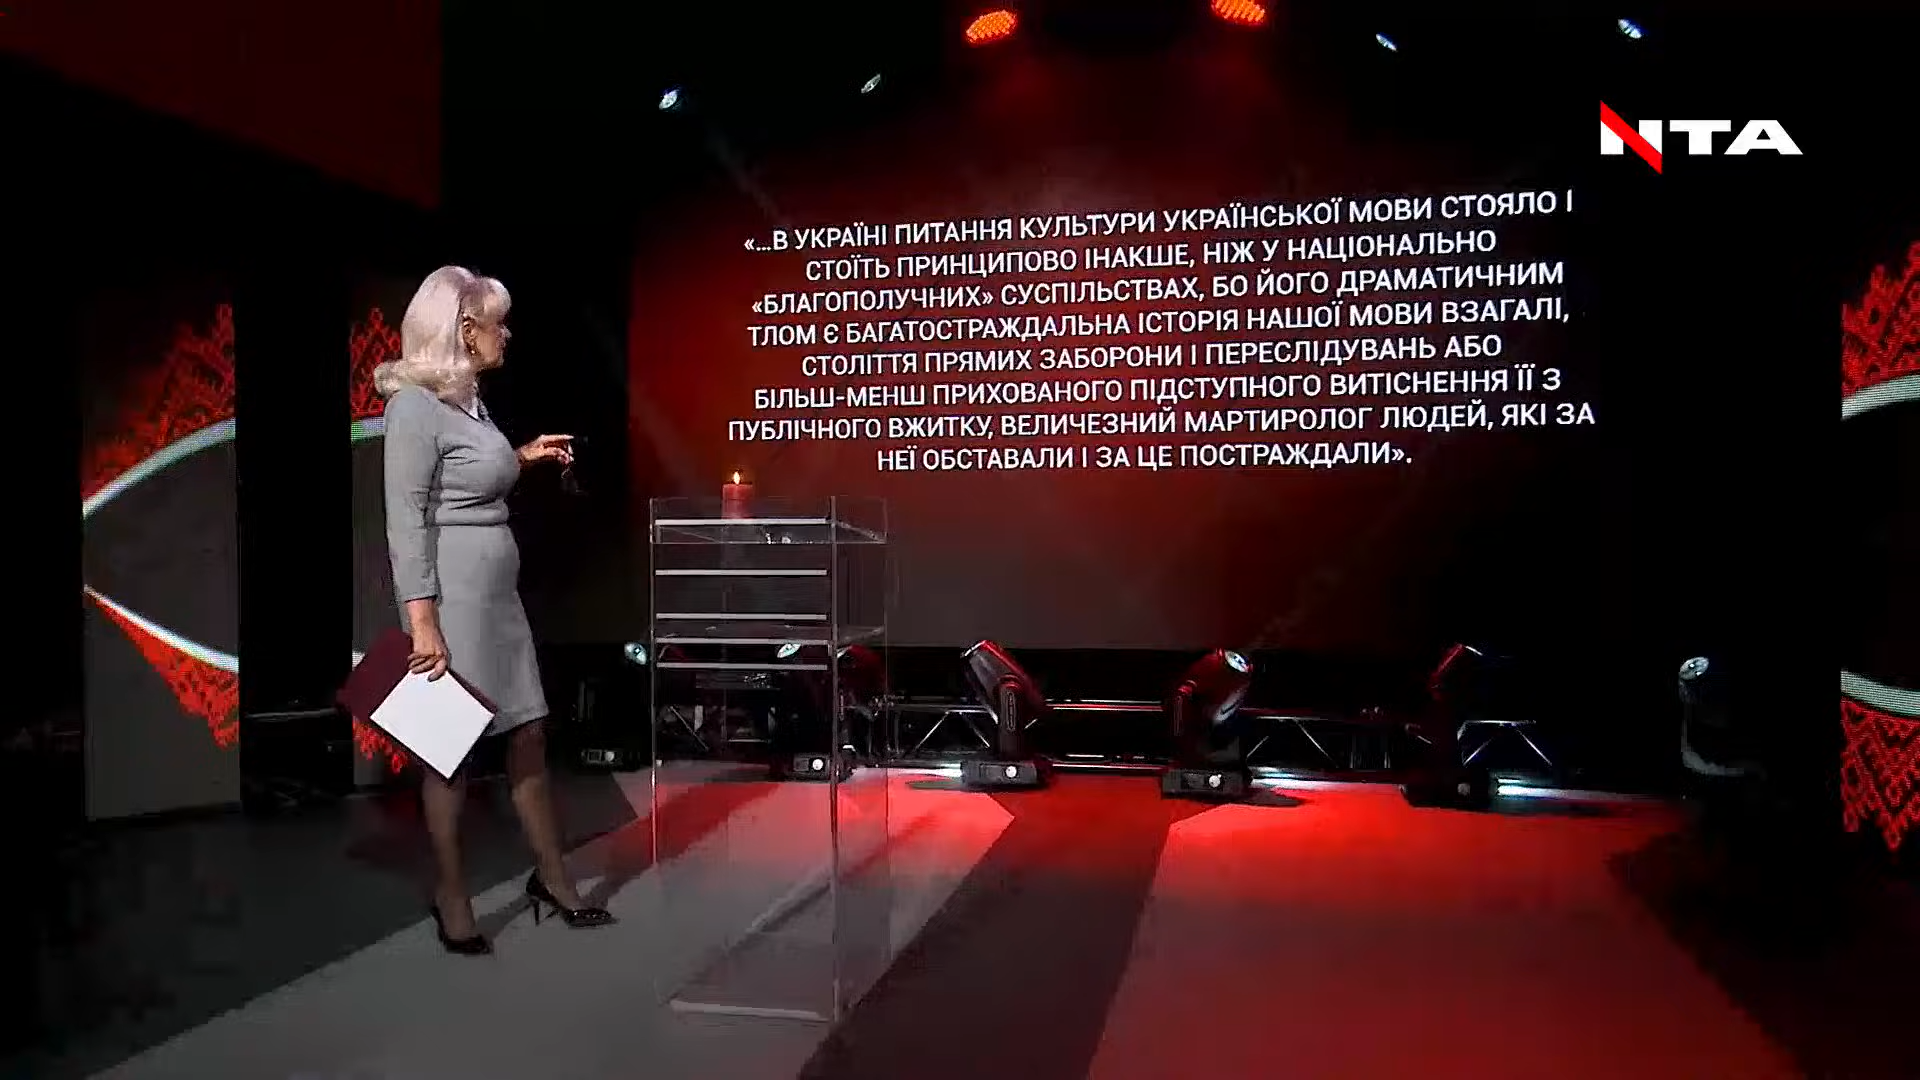 NTA
«...В УКРАЇНІ ПИТАННЯ КУЛЬТУРИ УКРАЇНСЬКОЇ МОВИ СТОЯЛО І
СТОЇТЬ ПРИНЦИПОВО ІНАКШЕ, НІЖ У НАЦІОНАЛЬНО
«БЛАГОПОЛУЧНИХ» СУСПІЛЬСТВАХ, БО ЙОГО ДРАМАТИЧНИМ
ТЛОМ Є БАГАТОСТРАЖДАЛЬНА ІСТОРІЯ НАШОЇ МОВИ ВЗАГАЛІ,
СТОЛІТТЯ ПРЯМИХ ЗАБОРОНИ І ПЕРЕСЛІДУВАНЬ АБО
БІЛЬШ-МЕНШ ПРИХОВАНОГО ПІДСТУПНОГО ВИТІСНЕННЯ ЇЇ З
ПУБЛІЧНОГО ВЖИТКУ, ВЕЛИЧЕЗНИЙ МАРТИРОЛОГ ЛЮДЕЙ, ЯКІ ЗА
НЕЇ ОБСТАВАЛИ І ЗА ЦЕ ПОСТРАЖДАЛИ».